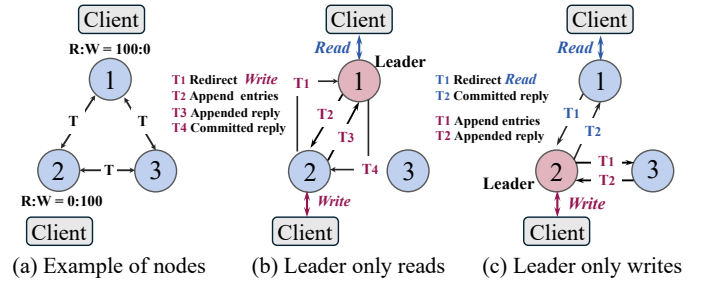 Client
R:W = 100:0
1
T
T
2
T
3
R:W = 0:100
Client
(a) Example of nodes
Client
Read
Leader
T1 Redirect Write
T2 Append entries
T3 Appended reply
T4 Committed reply
T1
1
T2
T3
T4
2
3
Write
Client
(b) Leader only reads
Client
Read
T1 Redirect Read
T2 Committed reply
T1 Append entries
T2 Appended reply
1
T1
T2
2
T1
T2
3
Leader
Write
Client
(c) Leader only writes